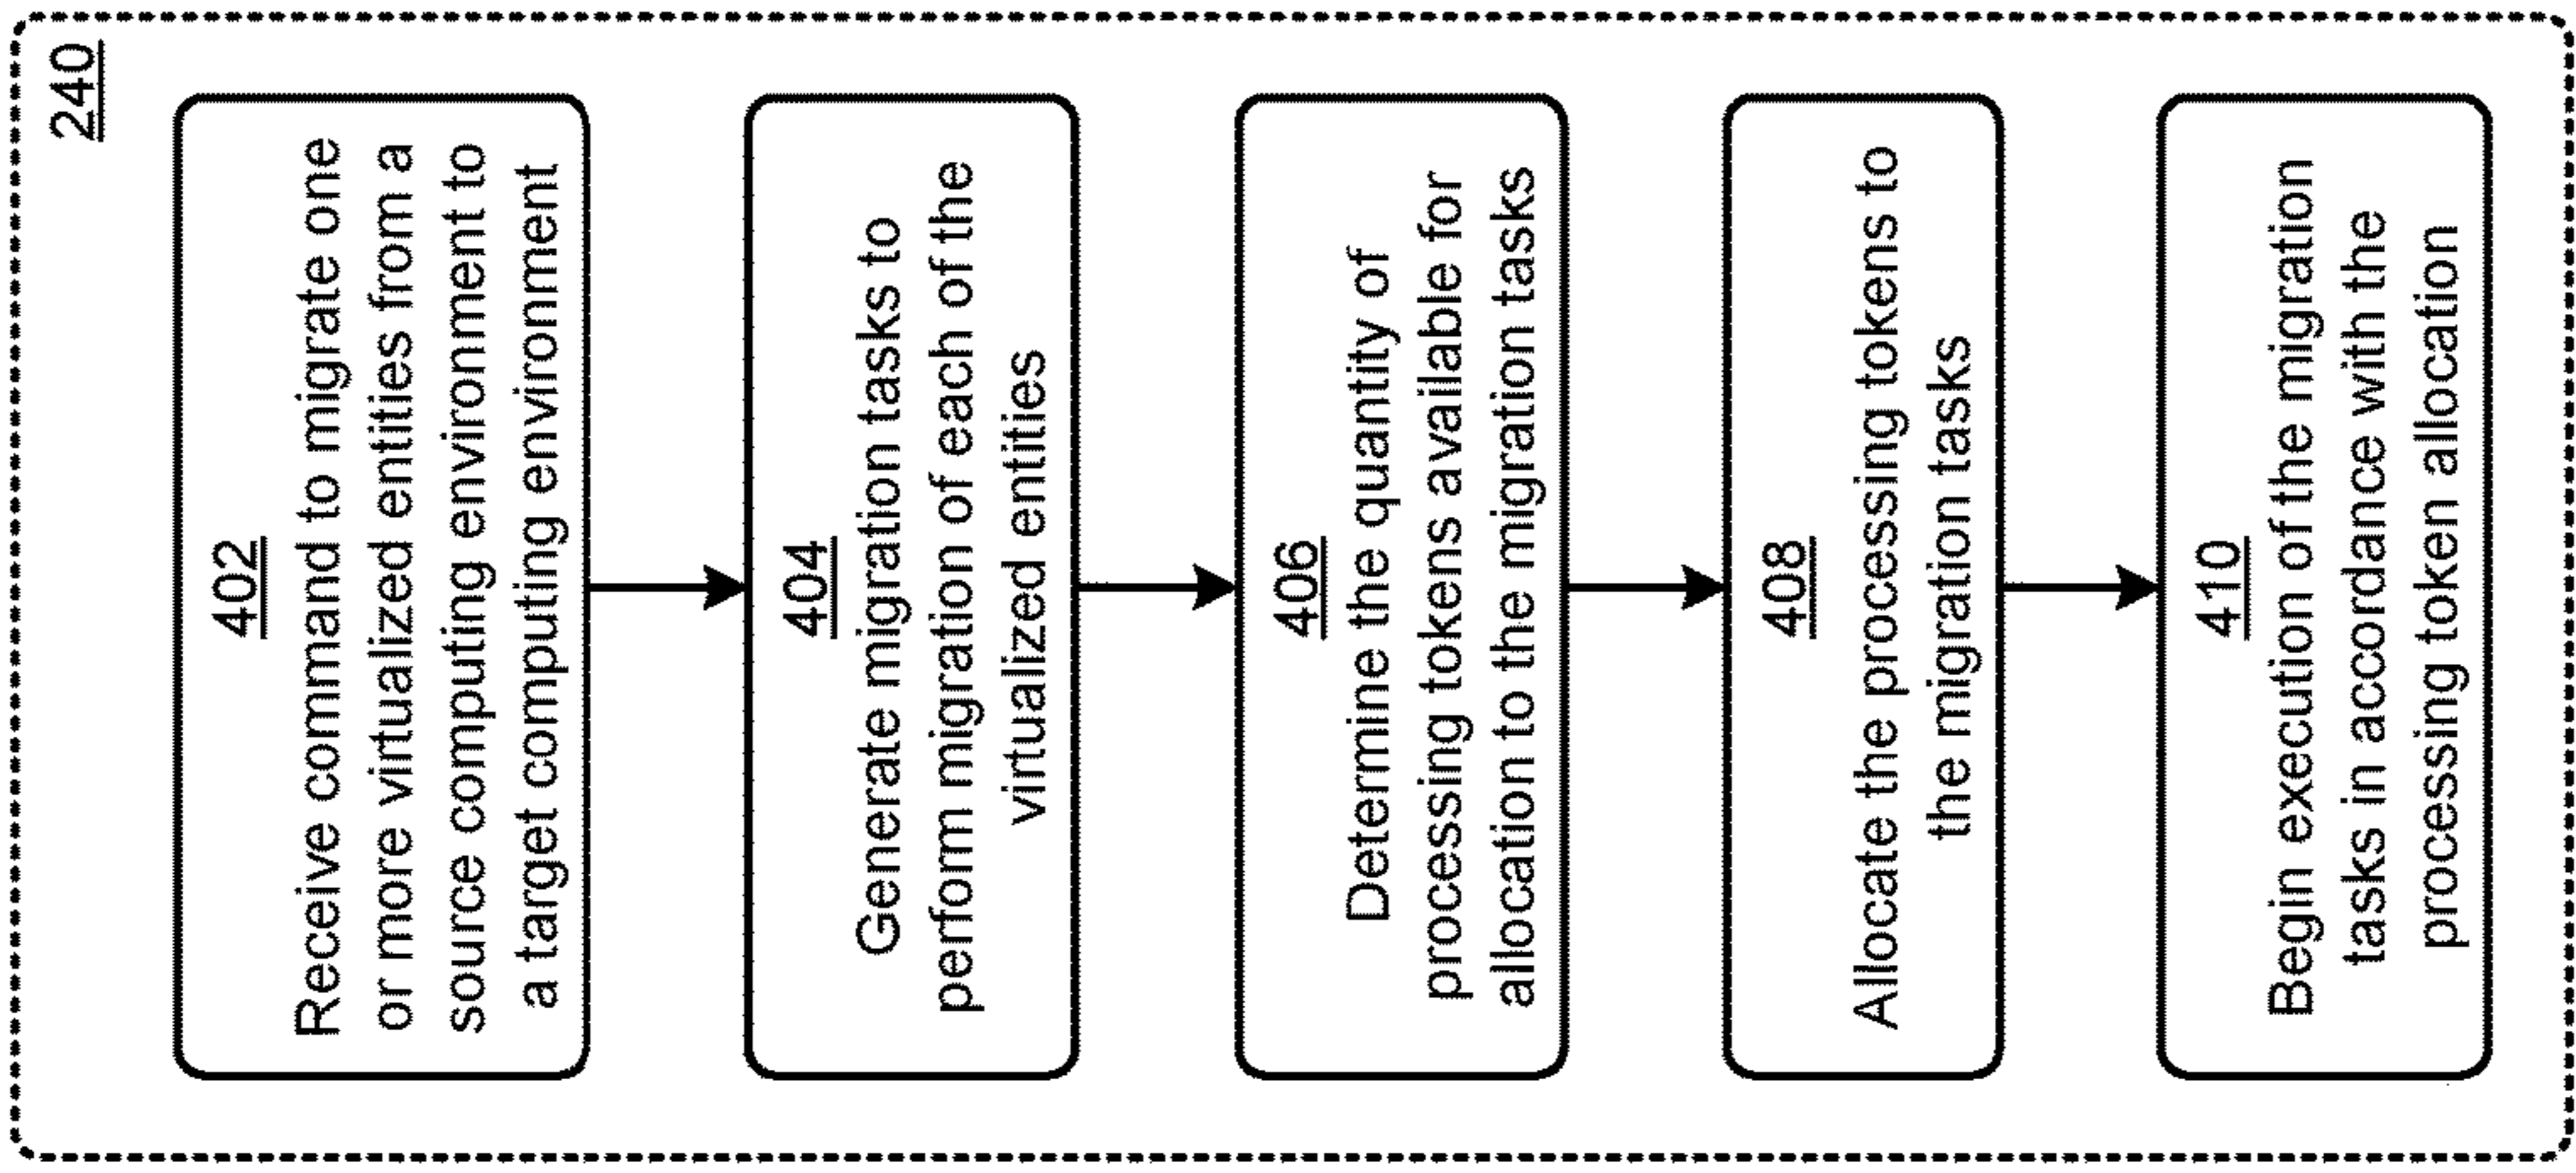 240
402
Receive command to migrate one
or more virtualized entities from a
source computing environment to
a target computing environment
404
Generate migration tasks to
perform migration of each of the
virtualized entities
406
Determine the quantity of
processing tokens available for
allocation to the migration tasks
408
Allocate the processing tokens to
the migration tasks
410
Begin execution of the migration
tasks in accordance with the
processing token allocation